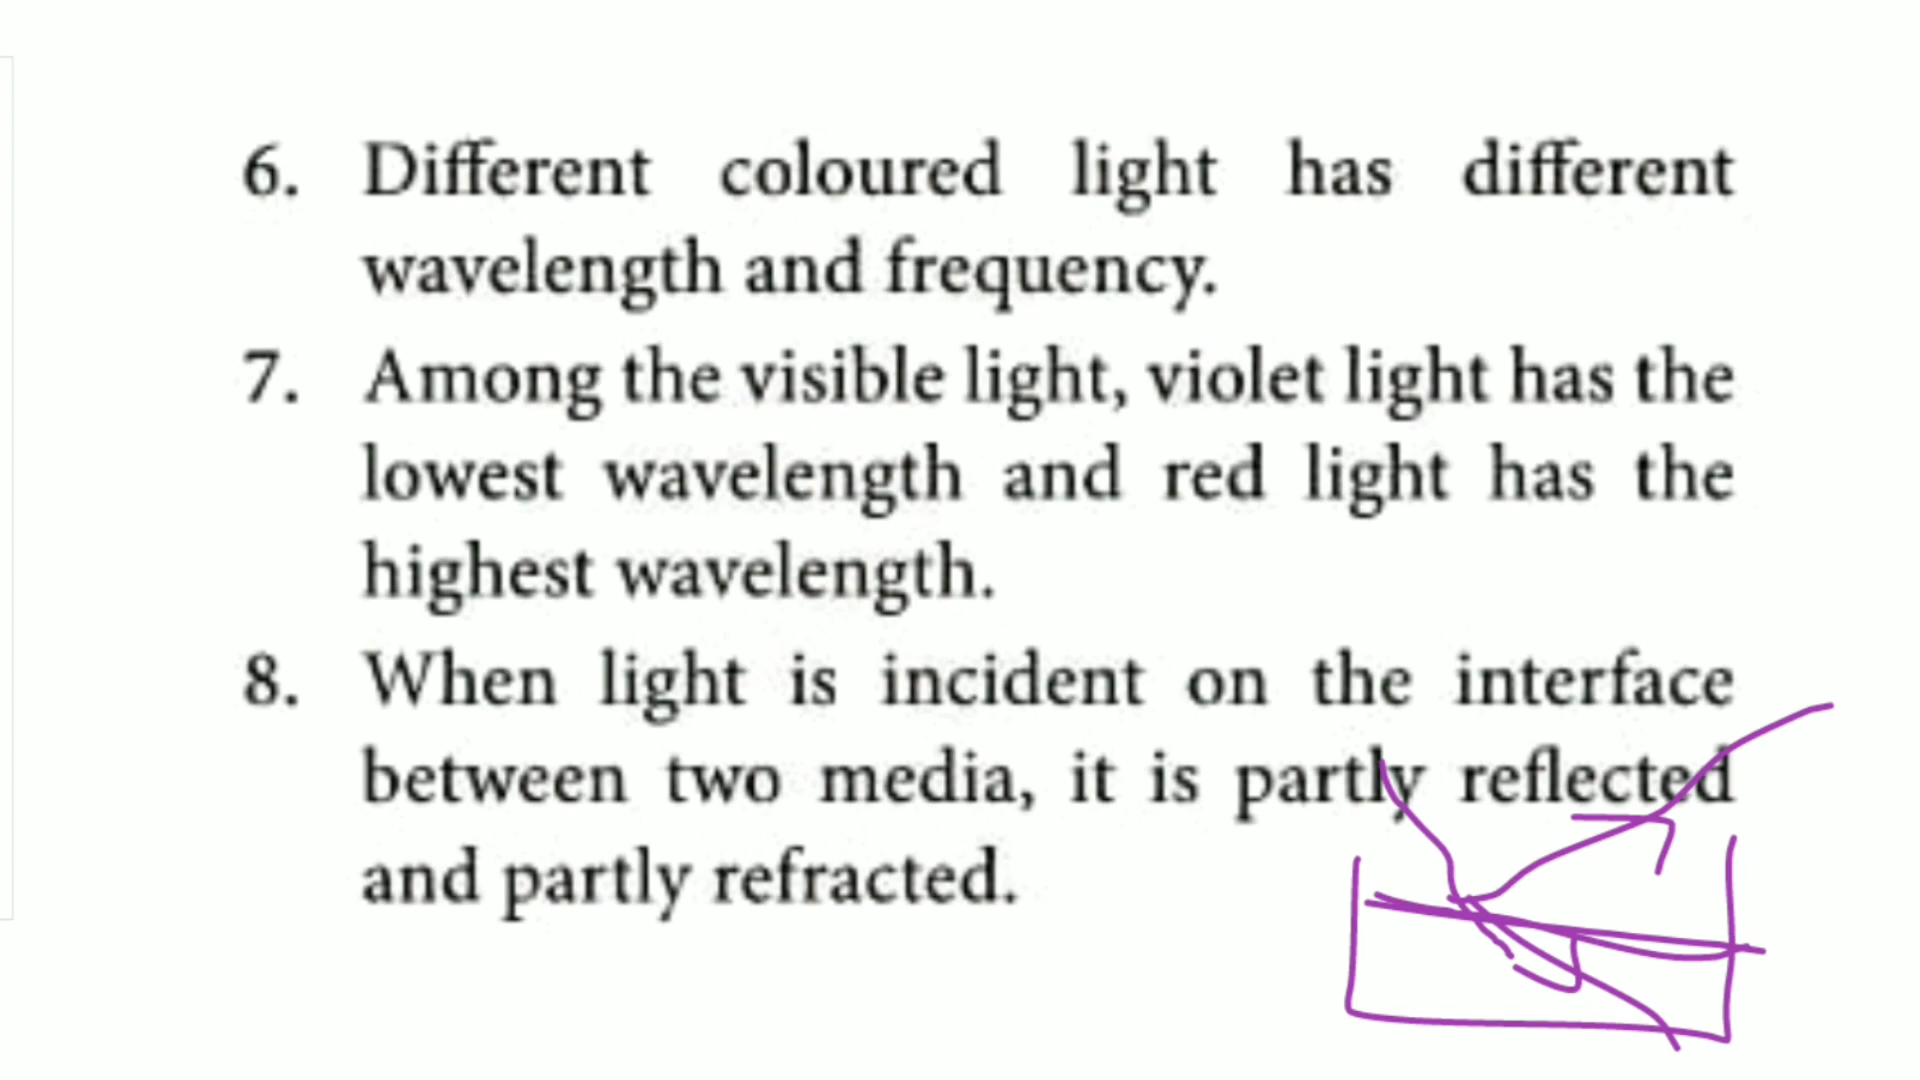 6. Different coloured light has different
wavelength and frequency.
7. Among the visible light, violet light has the
lowest wavelength and red light has the
highest wavelength.
8. When light is incident on the interface
between two media, it is partly reflected
and partly refracted.